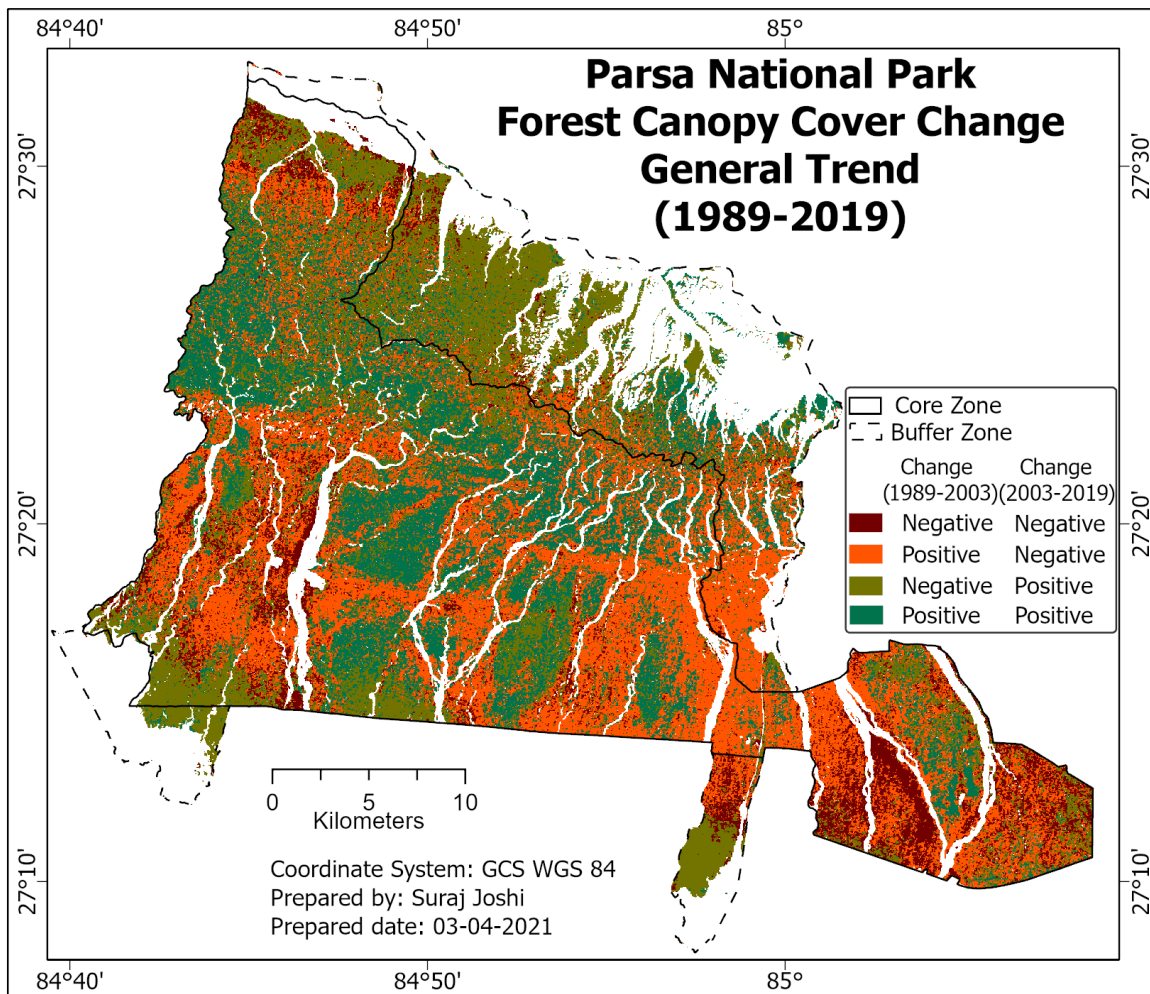 84°40' 84°50' 85°
Parsa National Park
Forest Canopy Cover Change
General Trend
(1989-2019)
27°30' 27°30'
Core Zone
Buffer Zone
Change Change
(1989-2003) (2003-2019)
Negative Negative
Positive Negative
Negative Positive
Positive Positive
27°20' 27°20'
0 5 10
Kilometers
Coordinate System: GCS WGS 84
Prepared by: Suraj Joshi
Prepared date: 03-04-2021
27°10' 27°10'
84°40' 84°50' 85°